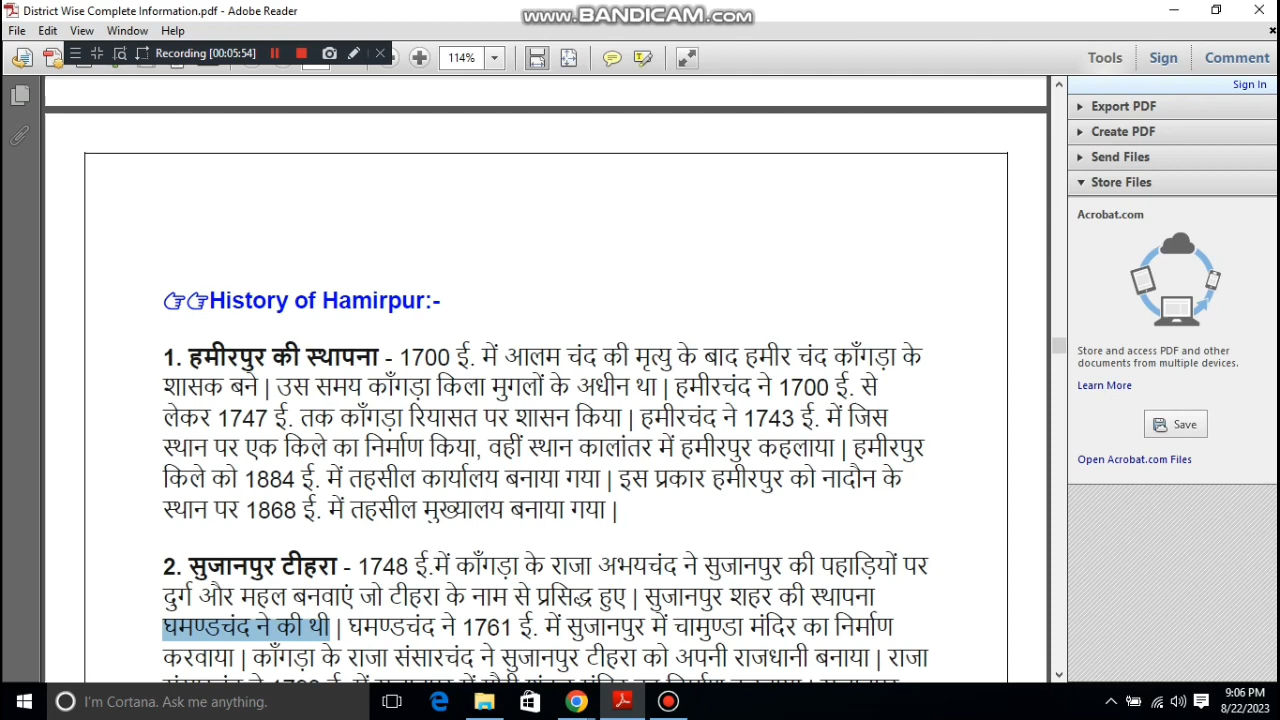 District Wise Complete Information.pdf - Adobe Reader
www.BANDICAM.com
File Edit View Window Help
Recording [00:05:54]
114%
Tools Sign Comment
Sign In
Export PDF
Create PDF
Send Files
Store Files
Acrobat.com
Store and access PDF and other
documents from multiple devices.
Learn More
Save
Open Acrobat.com Files
History of Hamirpur:-
1. हमीरपुर की स्थापना - 1700 ई. में आलम चंद की मृत्यु के बाद हमीर चंद काँगड़ा के
शासक बने | उस समय काँगड़ा किला मुगलों के अधीन था | हमीरचंद ने 1700 ई. से
लेकर 1747 ई. तक काँगड़ा रियासत पर शासन किया | हमीरचंद ने 1743 ई. में जिस
स्थान पर एक किले का निर्माण किया, वहीं स्थान कालांतर में हमीरपुर कहलाया | हमीरपुर
किले को 1884 ई. में तहसील कार्यालय बनाया गया | इस प्रकार हमीरपुर को नादौन के
स्थान पर 1868 ई. में तहसील मुख्यालय बनाया गया |
2. सुजानपुर टीहरा - 1748 ई.में काँगड़ा के राजा अभयचंद ने सुजानपुर की पहाड़ियों पर
दुर्ग और महल बनवाएं जो टीहरा के नाम से प्रसिद्ध हुए | सुजानपुर शहर की स्थापना
घमण्डचंद ने की थी | घमण्डचंद ने 1761 ई. में सुजानपुर में चामुण्डा मंदिर का निर्माण
करवाया | काँगड़ा के राजा संसारचंद ने सुजानपुर टीहरा को अपनी राजधानी बनाया | राजा
I'm Cortana. Ask me anything.
9:06 PM
8/22/2023